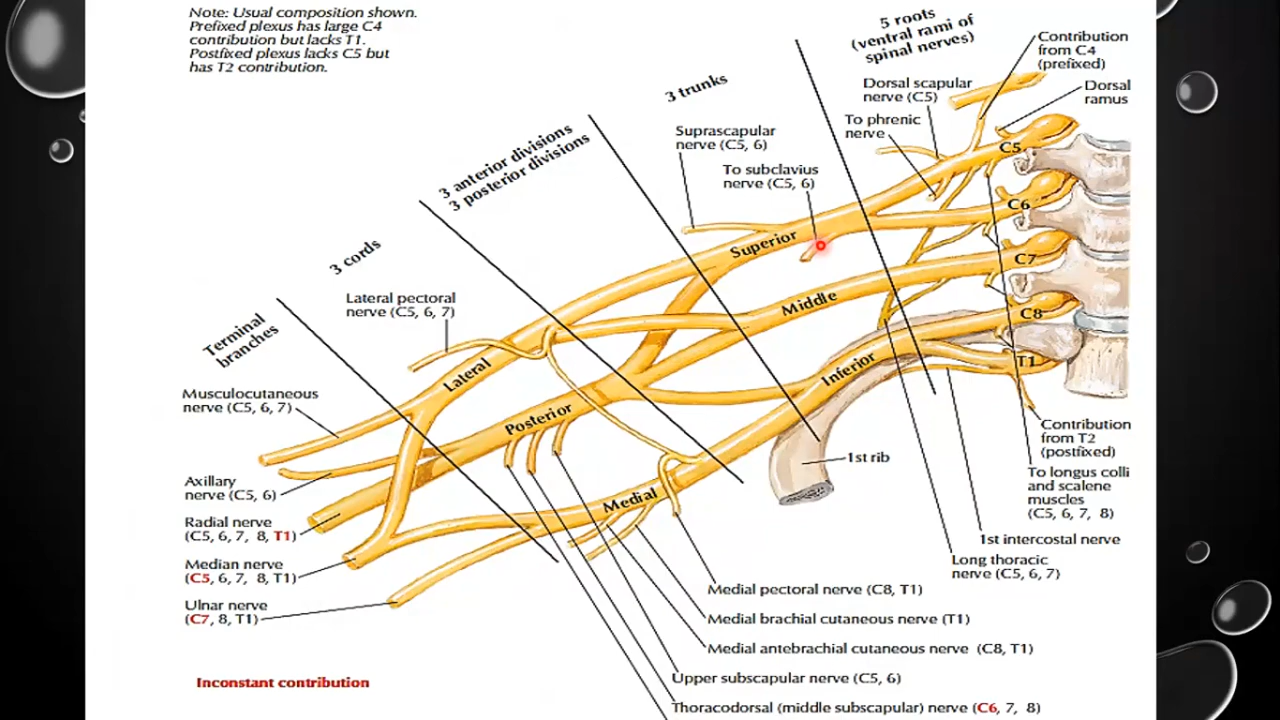 Note: Usual composition shown.
Prefixed plexus has large C4
contribution but lacks T1.
Postfixed plexus lacks C5 but
has T2 contribution.
5 roots
(ventral rami of
spinal nerves)
Contribution
from C4
(prefixed)
Dorsal
ramus
3 trunks
Dorsal scapular
nerve (C5)
To phrenic
nerve
Suprascapular
nerve (C5, 6)
To subclavius
nerve (C5, 6)
3 anterior divisions
3 posterior divisions
3 cords
Lateral pectoral
nerve (C5, 6, 7)
Terminal
branches
C5
C6
C7
C8
T1
Superior
Middle
Inferior
Lateral
Posterior
Medial
Musculocutaneous
nerve (C5, 6, 7)
Axillary
nerve (C5, 6)
Radial nerve
(C5, 6, 7, 8, T1)
Median nerve
(C5, 6, 7, 8, T1)
Ulnar nerve
(C7, 8, T1)
1st rib
Contribution
from T2
(postfixed)
To longus colli
and scalene
muscles
(C5, 6, 7, 8)
1st intercostal nerve
Long thoracic
nerve (C5, 6, 7)
Medial pectoral nerve (C8, T1)
Medial brachial cutaneous nerve (T1)
Medial antebrachial cutaneous nerve (C8, T1)
Upper subscapular nerve (C5, 6)
Thoracodorsal (middle subscapular) nerve (C6, 7, 8)
Inconstant contribution